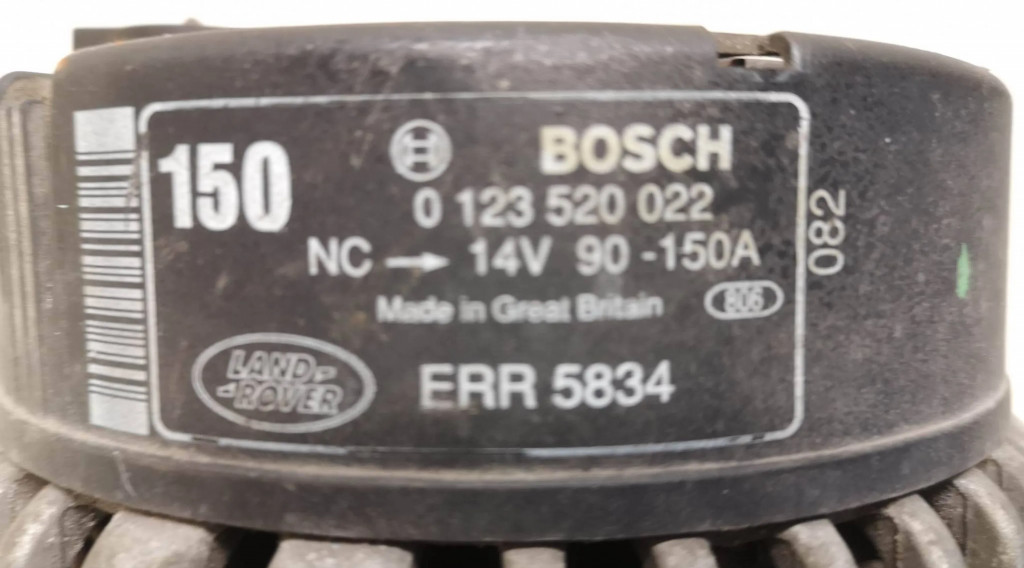 150
BOSCH
0 123 520 022
NC → 14V 90 -150A
Made in Great Britain 806
LAND-
-ROVER
ERR 5834
082